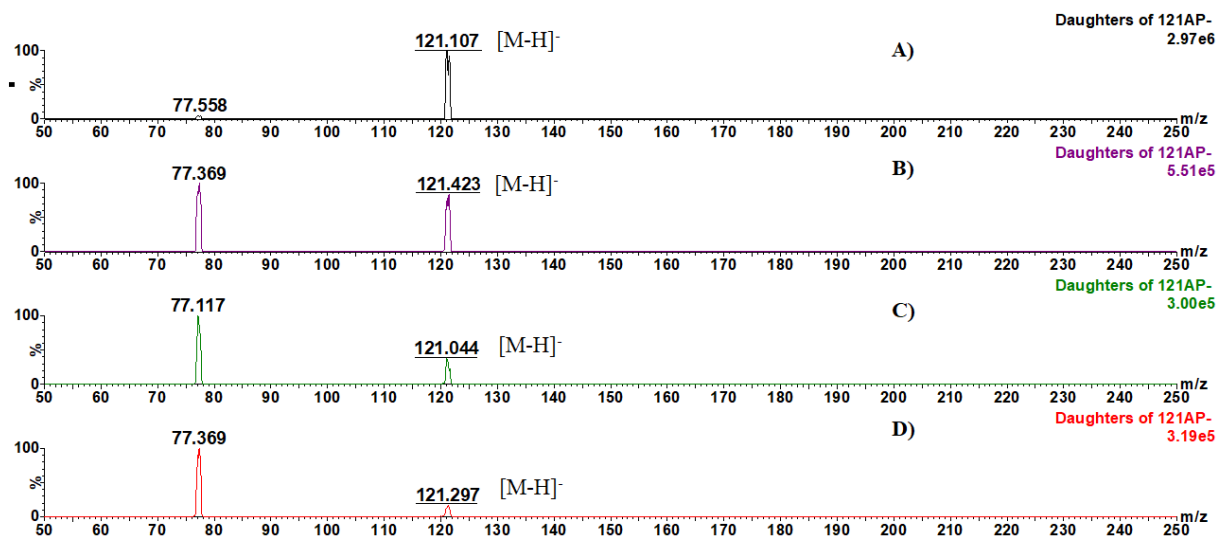 Daughters of 121AP-
2.97e6
121.107 [M-H]-
A)
100
%
77.558
0
m/z
50 60 70 80 90 100 110 120 130 140 150 160 170 180 190 200 210 220 230 240 250
Daughters of 121AP-
5.51e5
77.369 121.423 [M-H]-
B)
100
%
0
m/z
50 60 70 80 90 100 110 120 130 140 150 160 170 180 190 200 210 220 230 240 250
Daughters of 121AP-
3.00e5
77.117
C)
100
121.044 [M-H]-
%
0
m/z
50 60 70 80 90 100 110 120 130 140 150 160 170 180 190 200 210 220 230 240 250
Daughters of 121AP-
3.19e5
77.369
D)
100
121.297 [M-H]-
%
0
m/z
50 60 70 80 90 100 110 120 130 140 150 160 170 180 190 200 210 220 230 240 250